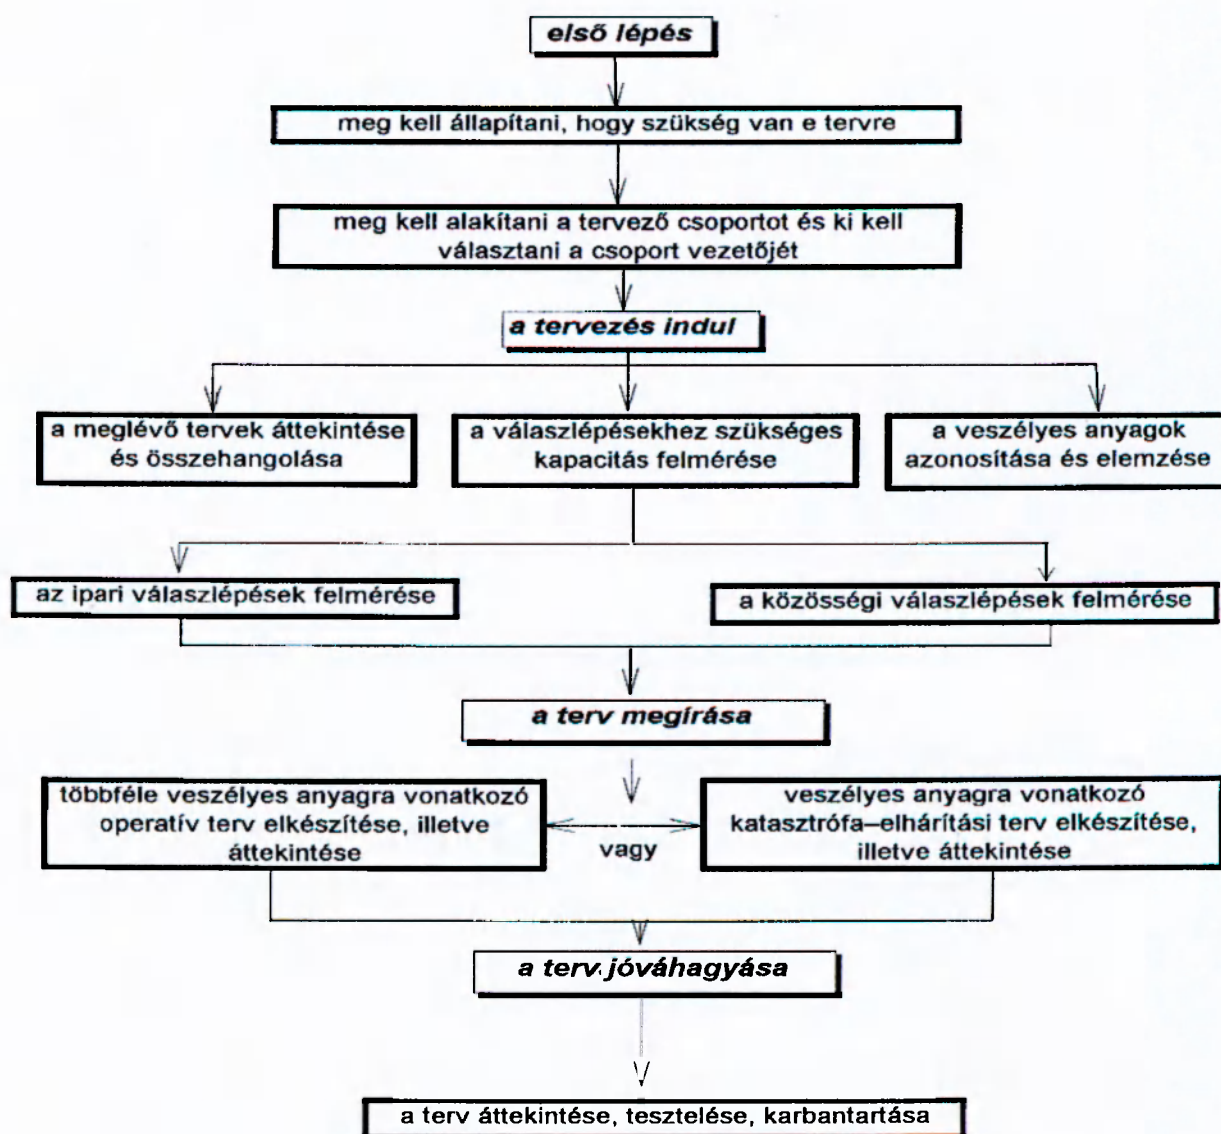 első lépés
meg kell állapítani, hogy szükség van e tervre
meg kell alakítani a tervező csoportot és ki kell
választani a csoport vezetőjét
a tervezés indul
a meglévő tervek áttekintése
és összehangolása
a válaszlépésekhez szükséges
kapacitás felmérése
a veszélyes anyagok
azonosítása és elemzése
az ipari válaszlépések felmérése
a közösségi válaszlépések felmérése
a terv megírása
többféle veszélyes anyagra vonatkozó
operatív terv elkészítése, illetve
áttekintése
vagy
veszélyes anyagra vonatkozó
katasztrófa–elhárítási terv elkészítése,
illetve áttekintése
a terv jóváhagyása
a terv áttekintése, tesztelése, karbantartása